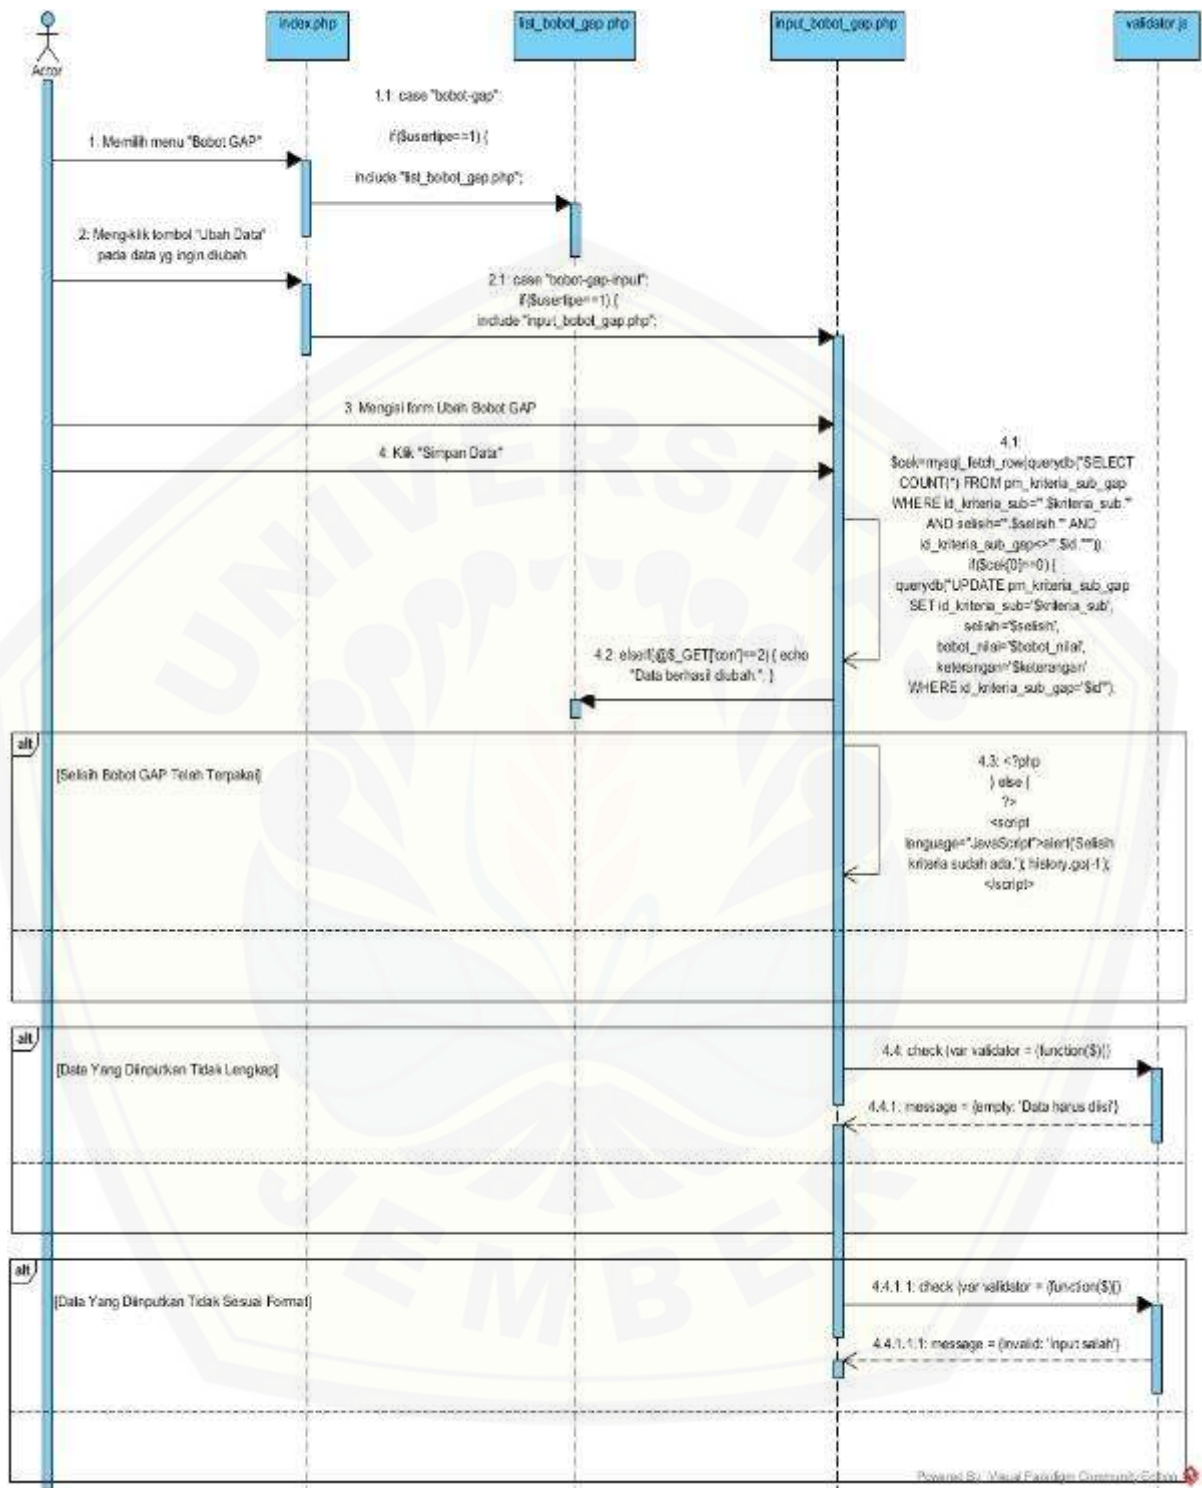 index.php
list_bobot_gap.php
input_bobot_gap.php
validator.js
Actor
1.1: case "bobot-gap":
if($usertipe==1) {
include "list_bobot_gap.php";
1: Memilih menu "Bobot GAP"
2: Meng-klik tombol "Ubah Data"
pada data yg ingin diubah
2.1: case "bobot-gap-input":
if($usertipe==1) {
include "input_bobot_gap.php";
3: Mengisi form Ubah Bobot GAP
4: Klik "Simpan Data"
4.1:
$cek=mysql_fetch_row(querydb("SELECT
COUNT(*) FROM pm_kriteria_sub_gap
WHERE id_kriteria_sub='".$kriteria_sub."'
AND selisih='".$selisih."' AND
id_kriteria_sub_gap<>'".$id."'"));
if($cek[0]==0) {
querydb("UPDATE pm_kriteria_sub_gap
SET id_kriteria_sub='$kriteria_sub',
selisih='$selisih',
bobot_nilai='$bobot_nilai',
keterangan='$keterangan'
WHERE id_kriteria_sub_gap='$id'");
4.2: elseif(@$_GET['con']==2) { echo
"Data berhasil diubah."; }
alt
[Selisih Bobot GAP Telah Terpakai]
4.3: <?php
} else {
?>
<script
language="JavaScript">alert('Selisih
kriteria sudah ada.'); history.go(-1);
</script>
alt
[Data Yang Diinputkan Tidak Lengkap]
4.4: check (var validator = (function($){)
4.4.1: message = {empty: 'Data harus diisi'}
alt
[Data Yang Diinputkan Tidak Sesuai Format]
4.4.1.1: check (var validator = (function($){)
4.4.1.1.1: message = {invalid: 'Input salah'}
Powered By Visual Paradigm Community Edition
UNIVERSIT
JEMBER